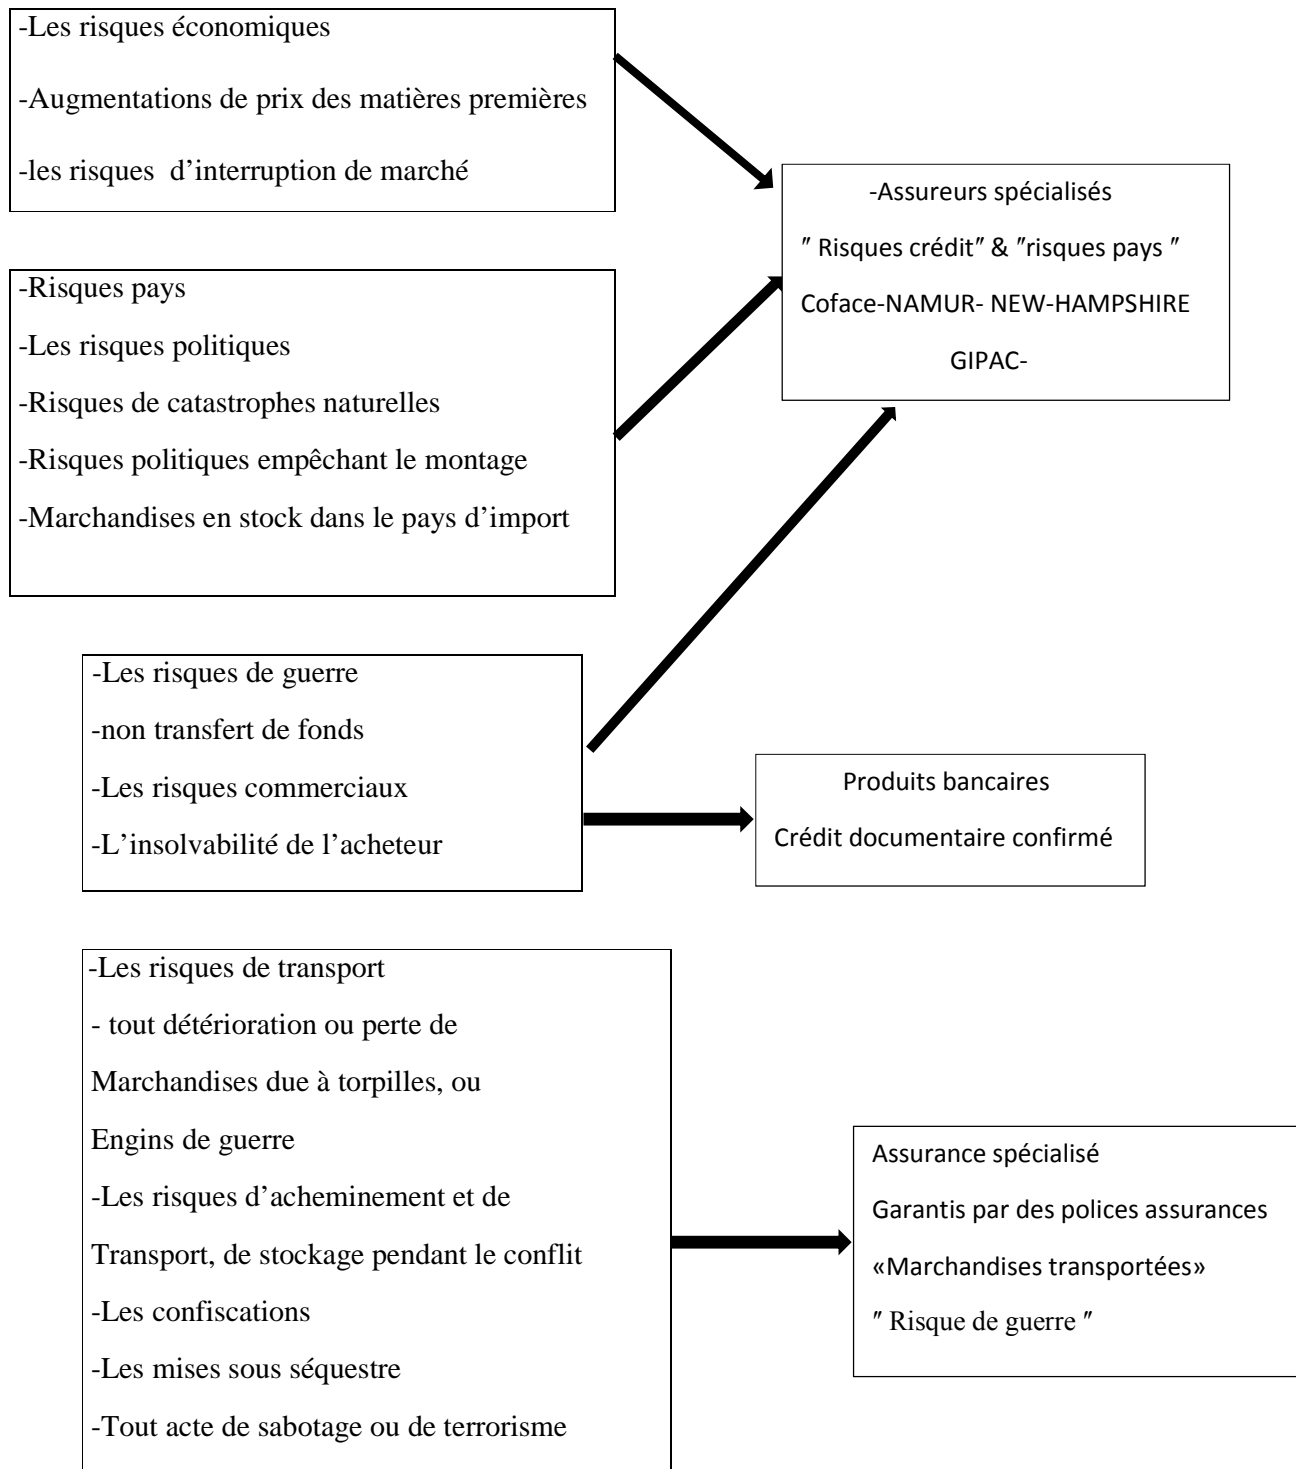 -Les risques économiques
-Augmentations de prix des matières premières
-les risques  d’interruption de marché
-Assureurs spécialisés
″ Risques crédit″ & ″risques pays ″
Coface-NAMUR- NEW-HAMPSHIRE
GIPAC-
-Risques pays
-Les risques politiques
-Risques de catastrophes naturelles
-Risques politiques empêchant le montage
-Marchandises en stock dans le pays d’import
-Les risques de guerre
-non transfert de fonds
-Les risques commerciaux
-L’insolvabilité de l’acheteur
Produits bancaires
Crédit documentaire confirmé
-Les risques de transport
- tout détérioration ou perte de
Marchandises due à torpilles, ou
Engins de guerre
-Les risques d’acheminement et de
Transport, de stockage pendant le conflit
-Les confiscations
-Les mises sous séquestre
-Tout acte de sabotage ou de terrorisme
Assurance spécialisé
Garantis par des polices assurances
«Marchandises transportées»
″ Risque de guerre ″